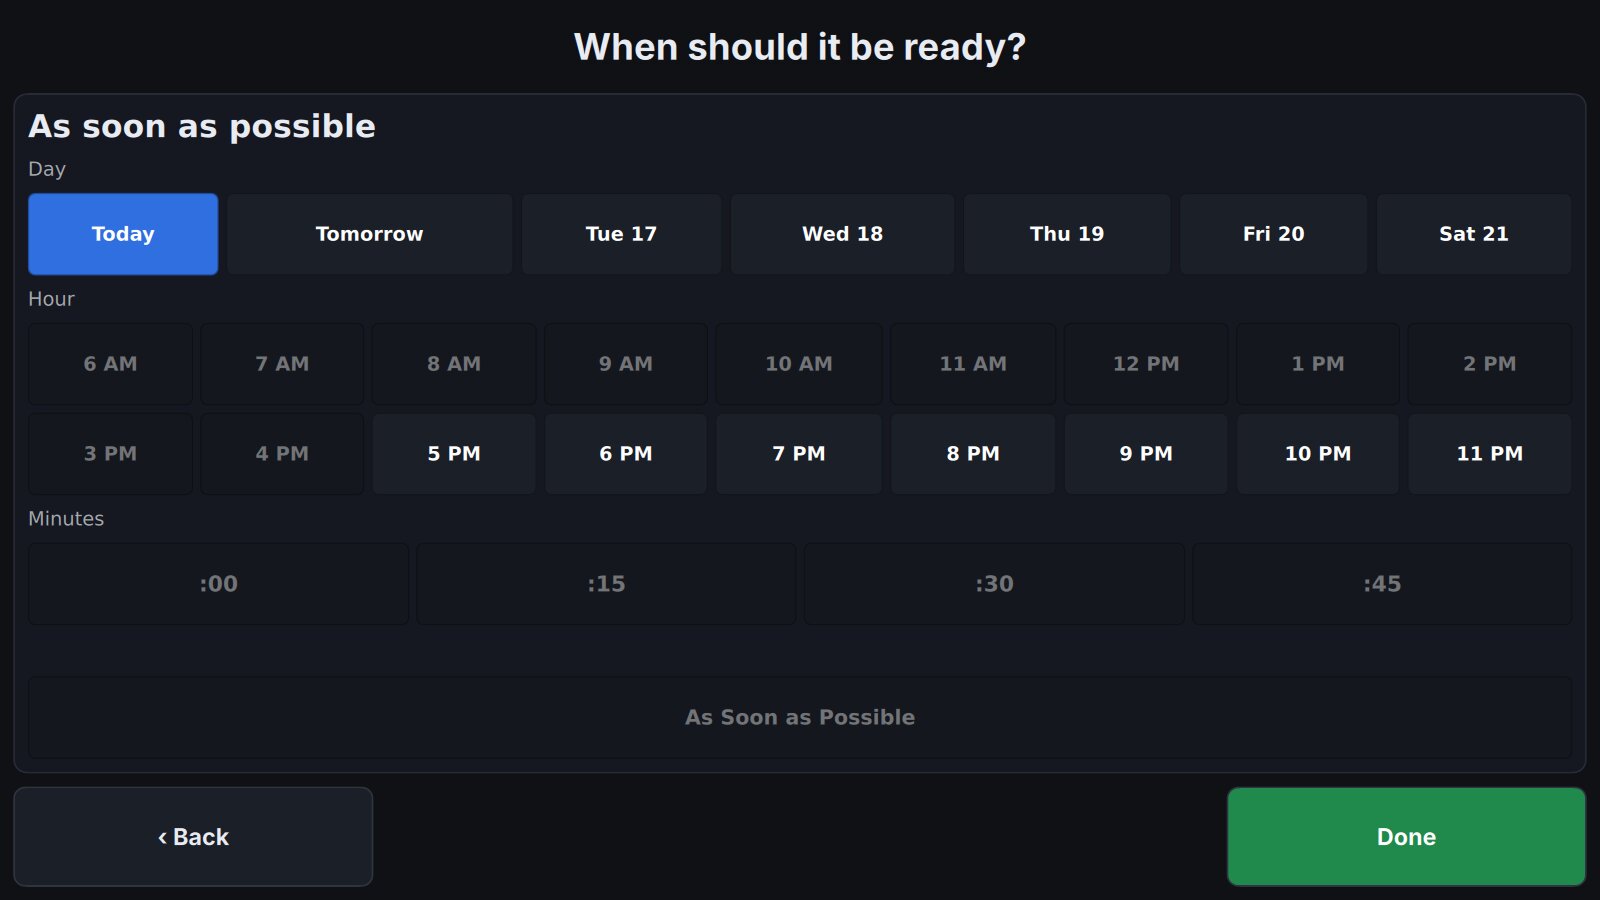 When should it be ready?
As soon as possible
Day
Today Tomorrow Tue 17 Wed 18 Thu 19 Fri 20 Sat 21
Hour
6 AM 7 AM 8 AM 9 AM 10 AM 11 AM 12 PM 1 PM 2 PM
3 PM 4 PM 5 PM 6 PM 7 PM 8 PM 9 PM 10 PM 11 PM
Minutes
:00 :15 :30 :45
As Soon as Possible
‹ Back Done